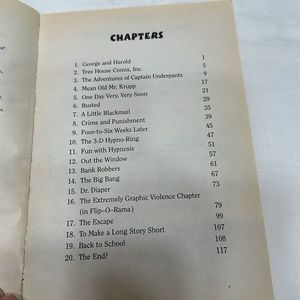 CHAPTERS
1. George and Harold 1
2. Tree House Comix, Inc. 5
3. The Adventures of Captain Underpants 9
4. Mean Old Mr. Krupp 17
5. One Day Very, Very Soon 21
6. Busted 29
7. A Little Blackmail 35
8. Crime and Punishment 39
9. Four-to-Six Weeks Later 45
10. The 3-D Hypno-Ring 47
11. Fun with Hypnosis 51
12. Out the Window 57
13. Bank Robbers 61
14. The Big Bang 67
15. Dr. Diaper 73
16. The Extremely Graphic Violence Chapter
(in Flip-O-Rama) 79
17. The Escape 99
18. To Make a Long Story Short 107
19. Back to School 108
20. The End? 117